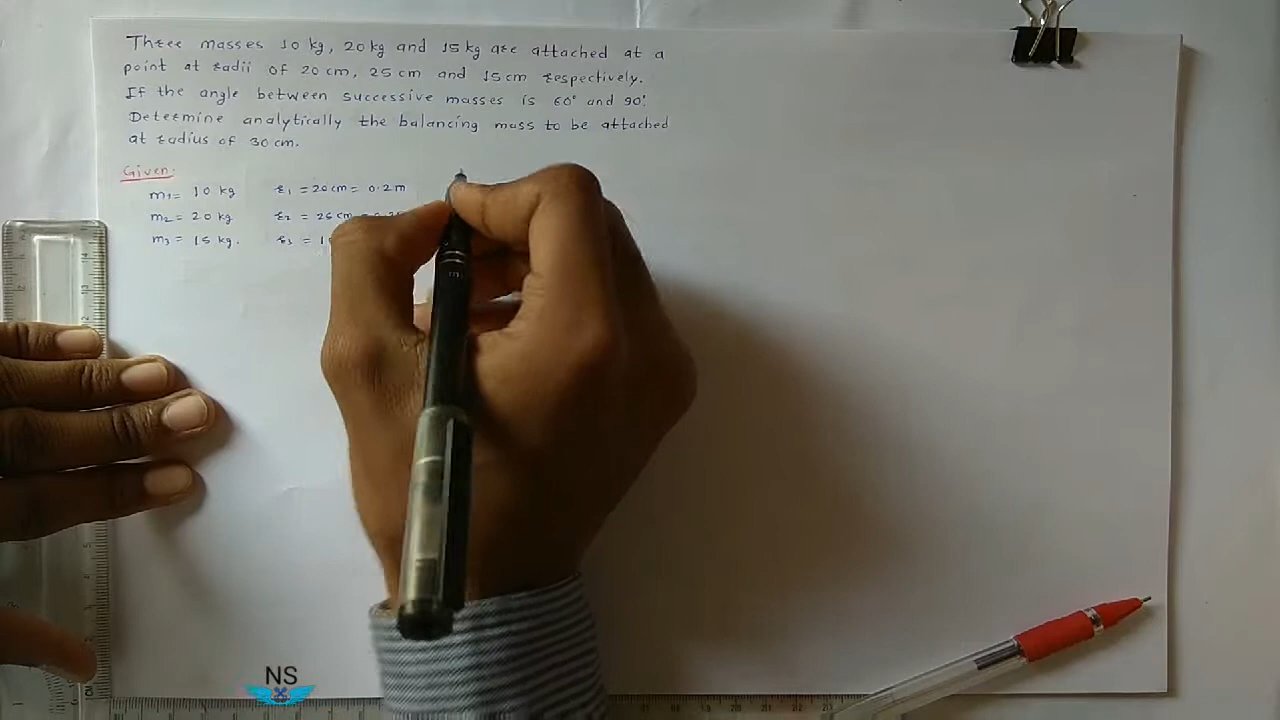 Three masses 10 kg, 20 kg and 15 kg are attached at a
point at radii of 20 cm, 25 cm and 15 cm respectively.
If the angle between successive masses is 60° and 90°.
Determine analytically the balancing mass to be attached
at radius of 30 cm.
Given:
m1= 10 kg r1 = 20 cm = 0.2 m
m2 = 20 kg r2 = 25 cm =
m3 = 15 kg. r3 =
NS